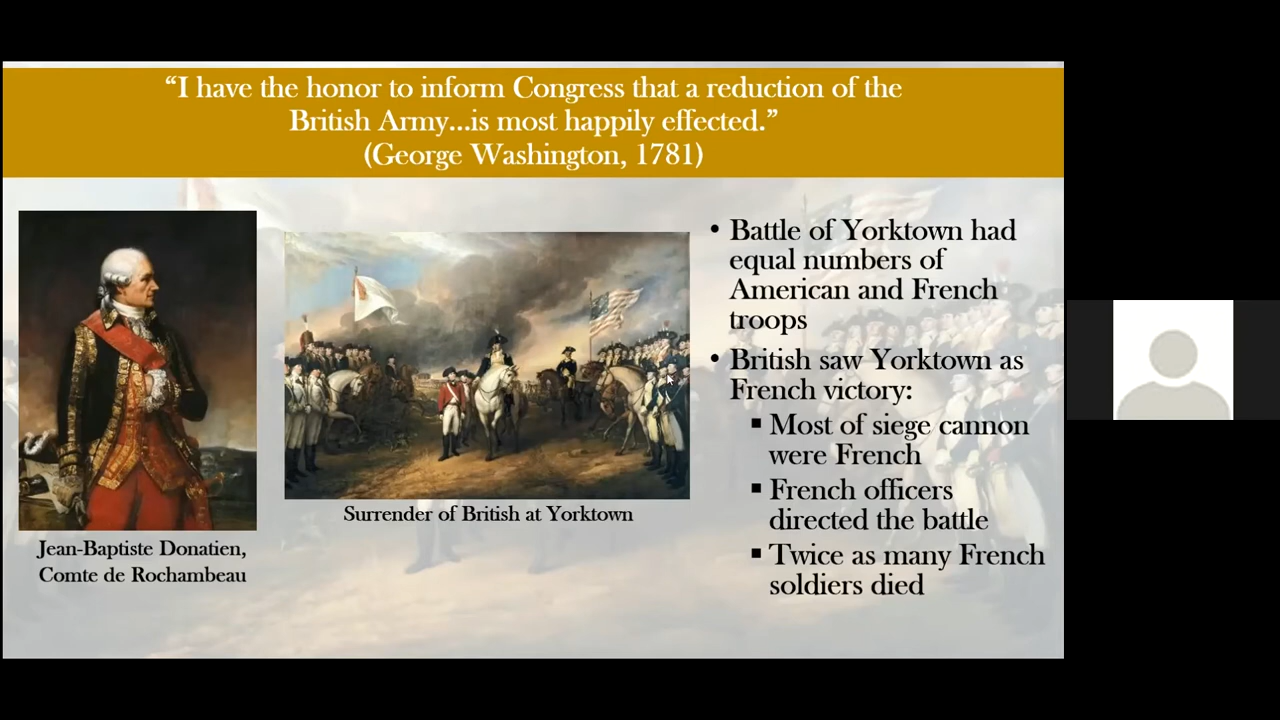 “I have the honor to inform Congress that a reduction of the
British Army...is most happily effected.”
(George Washington, 1781)
Jean-Baptiste Donatien,
Comte de Rochambeau
Surrender of British at Yorktown
• Battle of Yorktown had
equal numbers of
American and French
troops
• British saw Yorktown as
French victory:
▪ Most of siege cannon
were French
▪ French officers
directed the battle
▪ Twice as many French
soldiers died